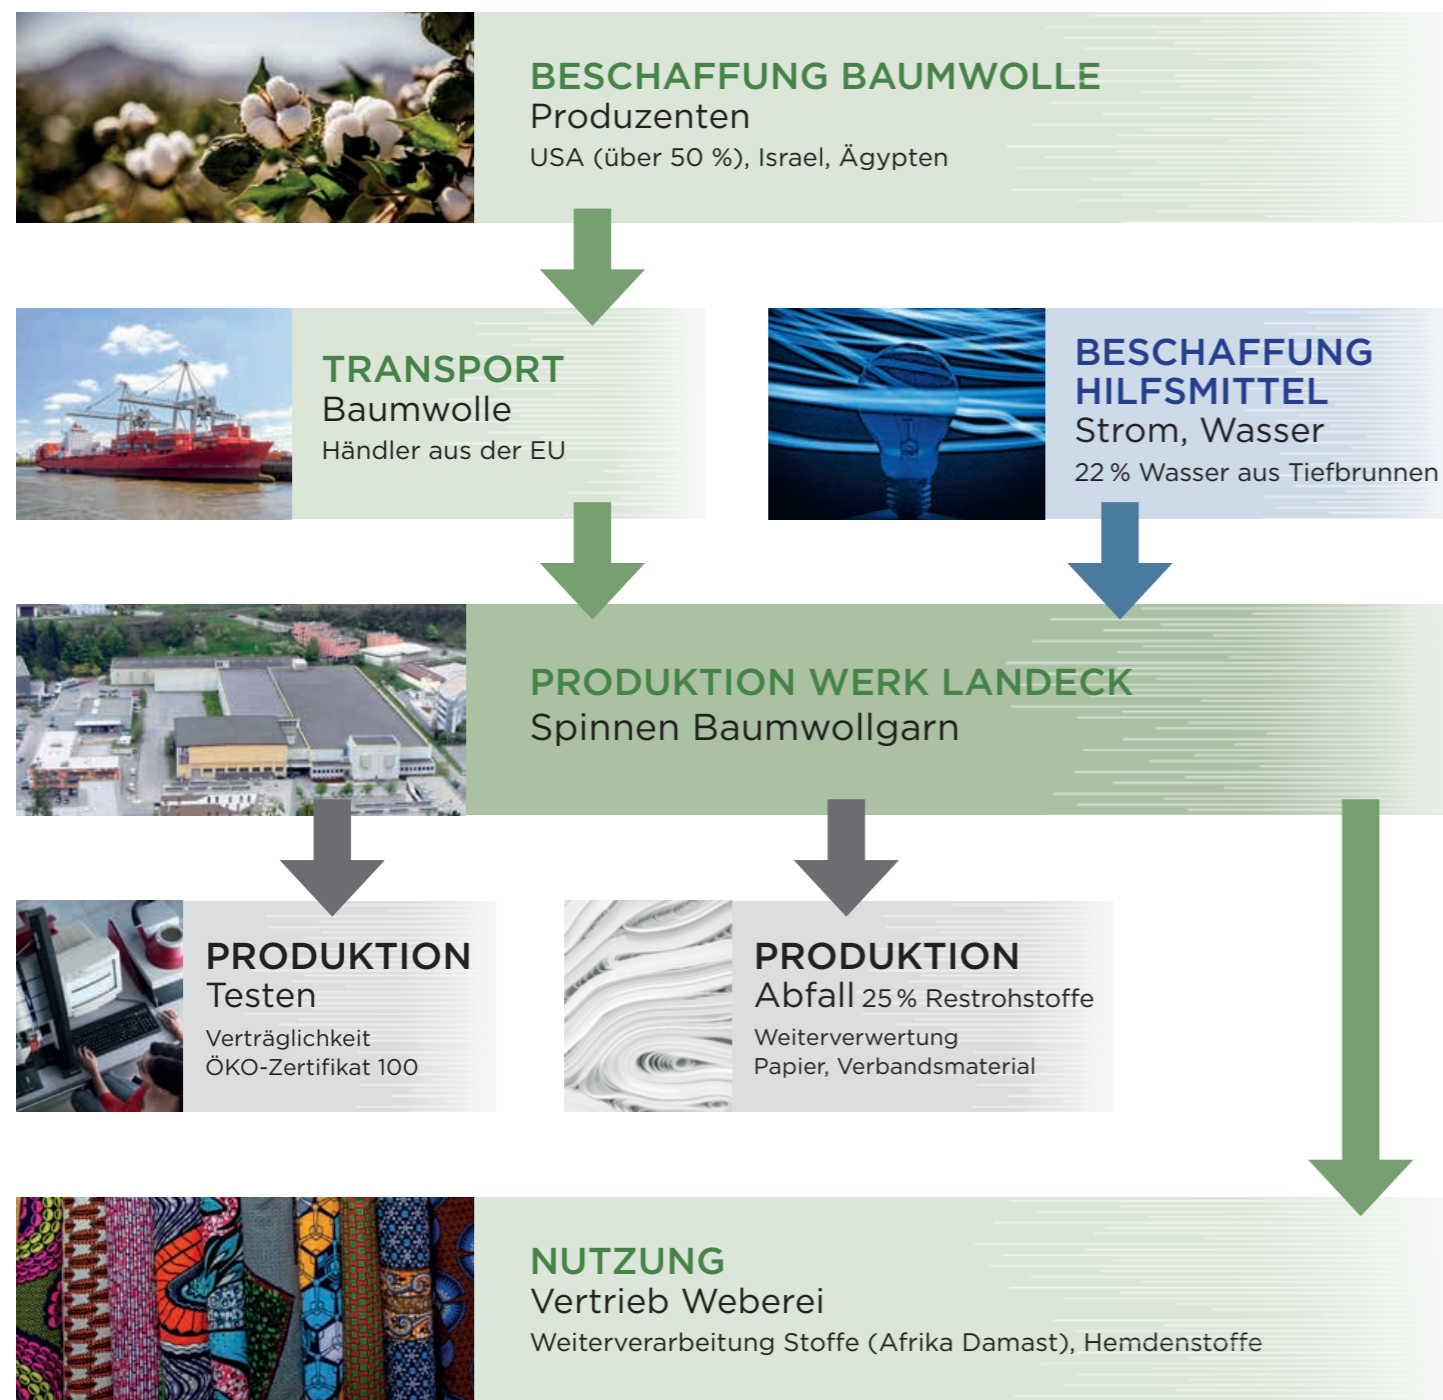 BESCHAFFUNG BAUMWOLLE
Produzenten
USA (über 50 %), Israel, Ägypten
TRANSPORT
Baumwolle
Händler aus der EU
BESCHAFFUNG
HILFSMITTEL
Strom, Wasser
22 % Wasser aus Tiefbrunnen
PRODUKTION WERK LANDECK
Spinnen Baumwollgarn
PRODUKTION
Testen
Verträglichkeit
ÖKO-Zertifikat 100
PRODUKTION
Abfall 25 % Restrohstoffe
Weiterverwertung
Papier, Verbandsmaterial
NUTZUNG
Vertrieb Weberei
Weiterverarbeitung Stoffe (Afrika Damast), Hemdenstoffe